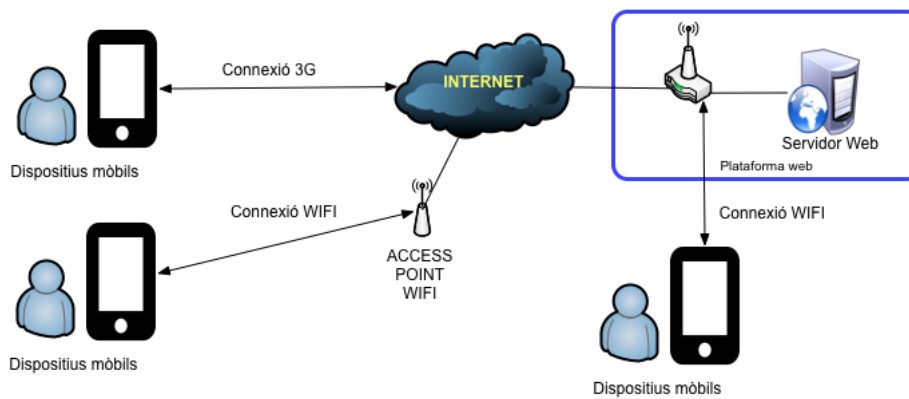 Connexió 3G
INTERNET
Servidor Web
Plataforma web
Dispositius mòbils
Connexió WIFI
Connexió WIFI
ACCESS
POINT
WIFI
Dispositius mòbils
Dispositius mòbils